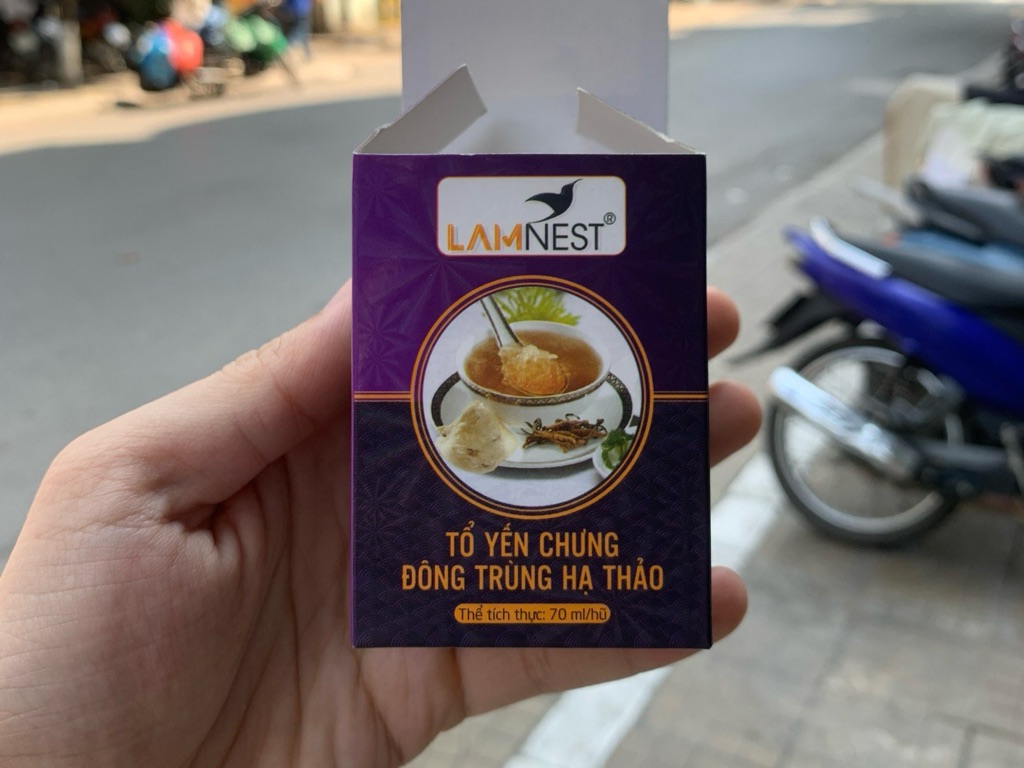 LAMNEST®
TỔ YẾN CHƯNG
ĐÔNG TRÙNG HẠ THẢO
Thể tích thực: 70 ml/hũ